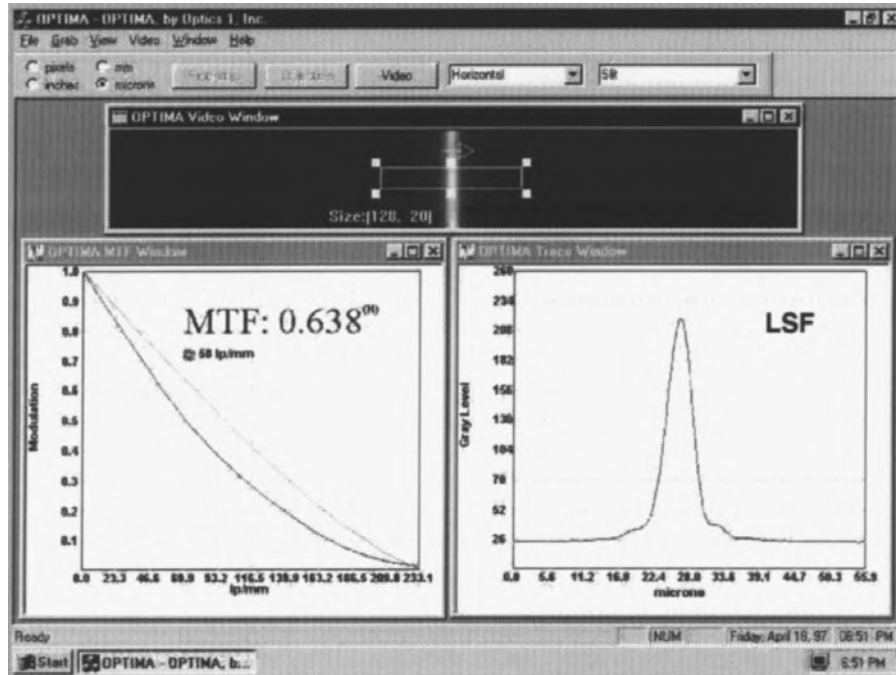 OPTIMA - OPTIMA, by Optics 1, Inc.
File Grab View Video Window Help
pixels mm Video Horizontal Slit
inches microns
OPTIMA Video Window
Size:[128, 20]
OPTIMA MTF Window
MTF: 0.638(H)
@ 58 lp/mm
Modulation
1.0
0.9
0.8
0.7
0.6
0.5
0.4
0.3
0.2
0.1
0.0 23.3 46.6 69.9 93.2 116.5 139.9 163.2 186.5 209.8 233.1
lp/mm
OPTIMA Trace Window
LSF
Gray Level
260
234
208
182
156
130
104
78
52
26
0.0 5.6 11.2 16.8 22.4 28.0 33.6 39.1 44.7 50.3 55.9
microns
Ready NUM Friday, April 18, 97 06:51 PM
Start OPTIMA - OPTIMA, b... 6:51 PM